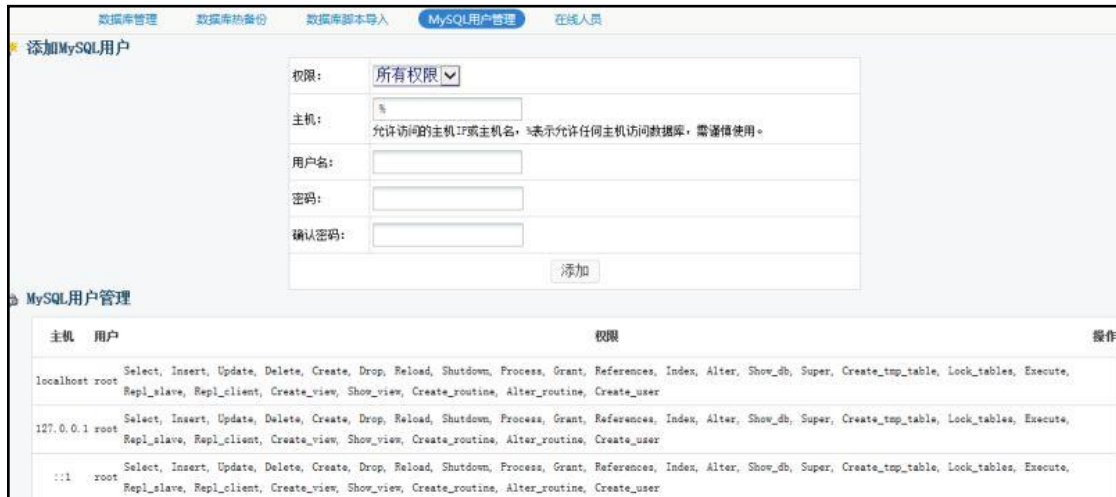 数据库管理 数据库热备份 数据库脚本导入 MySQL用户管理 在线人员
添加MySQL用户
权限: 所有权限
主机: %
允许访问的主机IP或主机名,%表示允许任何主机访问数据库,需谨慎使用。
用户名:
密码:
确认密码:
添加
MySQL用户管理
主机 用户 权限 操作
localhost root Select, Insert, Update, Delete, Create, Drop, Reload, Shutdown, Process, Grant, References, Index, Alter, Show_db, Super, Create_tmp_table, Lock_tables, Execute,
Repl_slave, Repl_client, Create_view, Show_view, Create_routine, Alter_routine, Create_user
127.0.0.1 root Select, Insert, Update, Delete, Create, Drop, Reload, Shutdown, Process, Grant, References, Index, Alter, Show_db, Super, Create_tmp_table, Lock_tables, Execute,
Repl_slave, Repl_client, Create_view, Show_view, Create_routine, Alter_routine, Create_user
::1 root Select, Insert, Update, Delete, Create, Drop, Reload, Shutdown, Process, Grant, References, Index, Alter, Show_db, Super, Create_tmp_table, Lock_tables, Execute,
Repl_slave, Repl_client, Create_view, Show_view, Create_routine, Alter_routine, Create_user